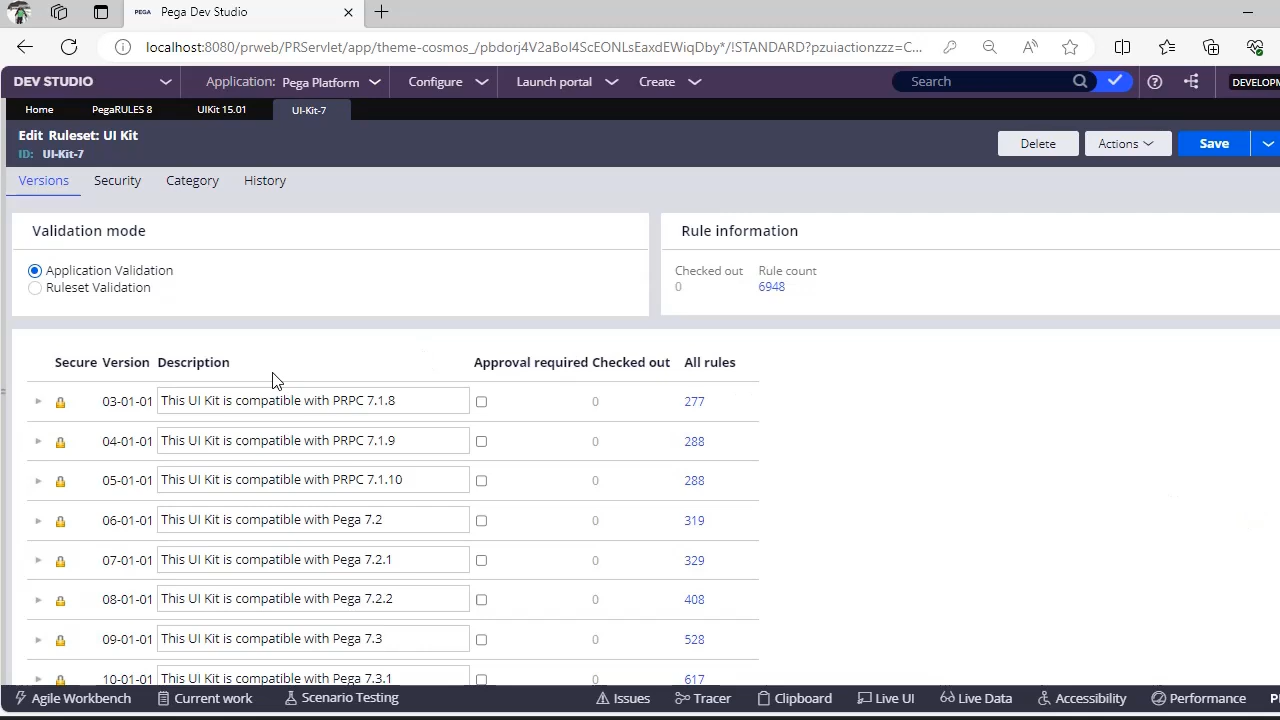 PEGA Pega Dev Studio
localhost:8080/prweb/PRServlet/app/theme-cosmos_/pbdorj4V2aBoI4ScEONLsEaxdEWiqDby*/!STANDARD?pzuiactionzzz=C...
DEV STUDIO Application: Pega Platform Configure Launch portal Create Search DEVELOPM
Home PegaRULES 8 UIKit 15.01 UI-Kit-7
Edit Ruleset: UI Kit
ID: UI-Kit-7
Delete Actions Save
Versions Security Category History
Validation mode
Application Validation
Ruleset Validation
Rule information
Checked out Rule count
0 6948
Secure Version Description Approval required Checked out All rules
03-01-01 This UI Kit is compatible with PRPC 7.1.8 0 277
04-01-01 This UI Kit is compatible with PRPC 7.1.9 0 288
05-01-01 This UI Kit is compatible with PRPC 7.1.10 0 288
06-01-01 This UI Kit is compatible with Pega 7.2 0 319
07-01-01 This UI Kit is compatible with Pega 7.2.1 0 329
08-01-01 This UI Kit is compatible with Pega 7.2.2 0 408
09-01-01 This UI Kit is compatible with Pega 7.3 0 528
10-01-01 This UI Kit is compatible with Pega 7.3.1 0 617
Agile Workbench Current work Scenario Testing Issues Tracer Clipboard Live UI Live Data Accessibility Performance P